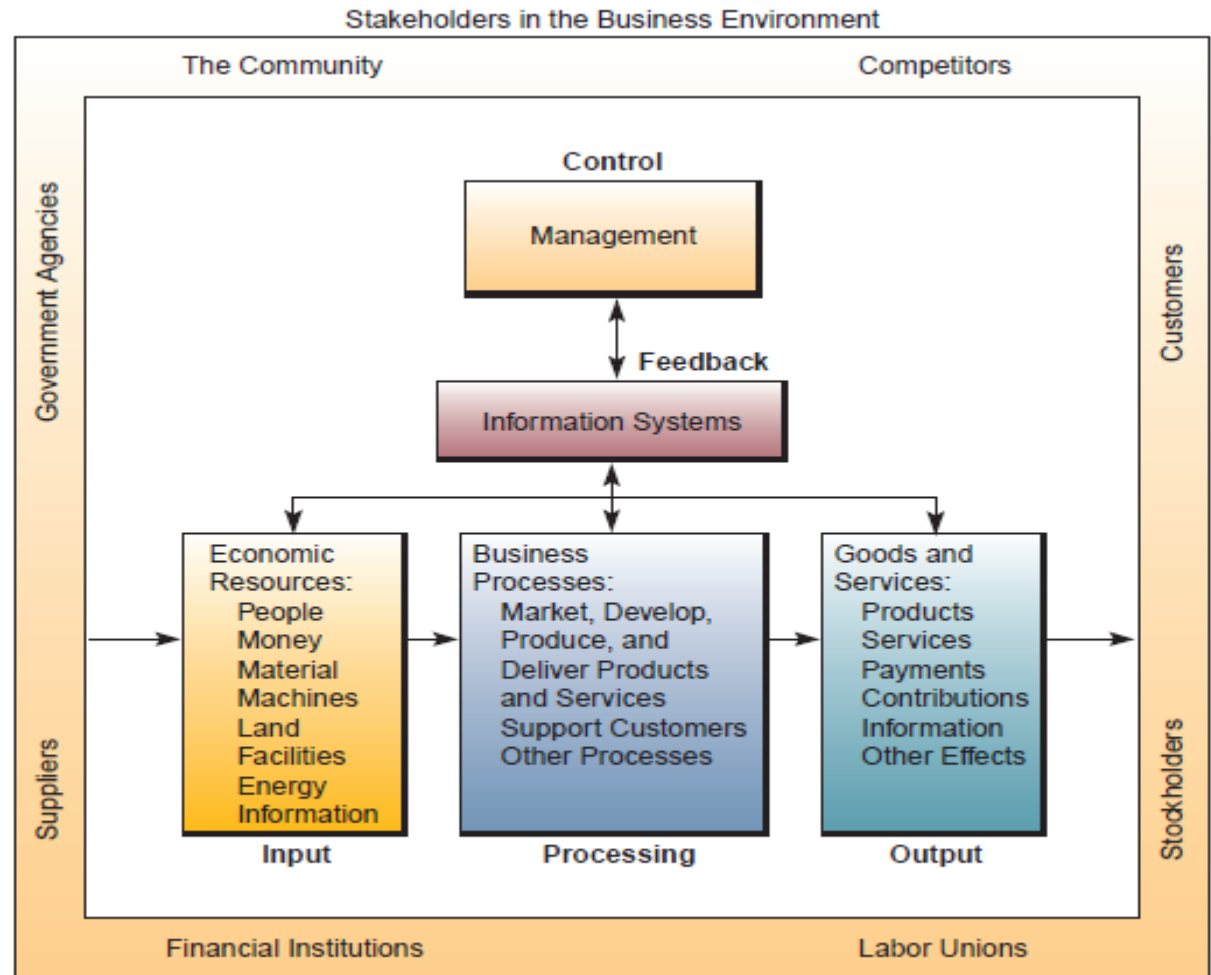 Stakeholders in the Business Environment
The Community
Competitors
Government Agencies
Suppliers
Control
Management
Feedback
Information Systems
Economic
Resources:
People
Money
Material
Machines
Land
Facilities
Energy
Information
Input
Business
Processes:
Market, Develop,
Produce, and
Deliver Products
and Services
Support Customers
Other Processes
Processing
Goods and
Services:
Products
Services
Payments
Contributions
Information
Other Effects
Output
Customers
Stockholders
Financial Institutions
Labor Unions